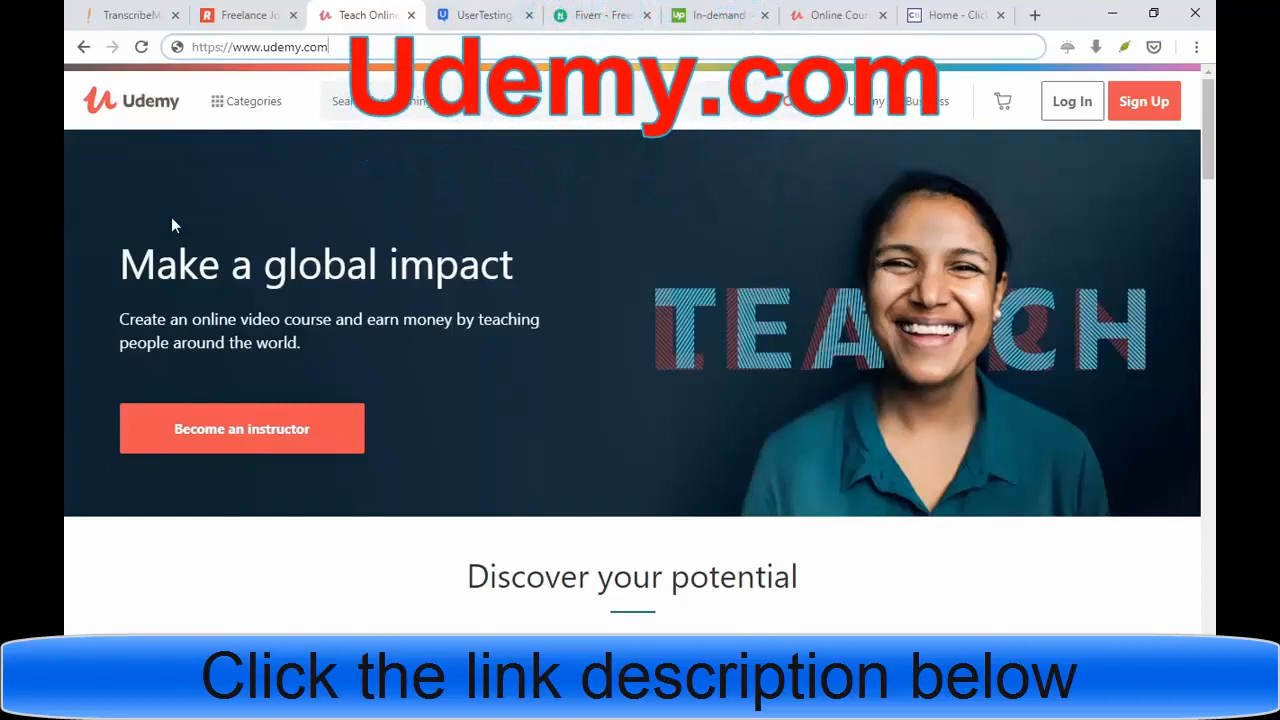 TranscribeM
Freelance Jo
Teach Online
UserTesting
Fiverr - Free
In-demand
Online Cour
Home - Clic
https://www.udemy.com
Udemy.com
Udemy
Categories
Log In
Sign Up
Make a global impact
Create an online video course and earn money by teaching
people around the world.
Become an instructor
TEACH
Discover your potential
Click the link description below